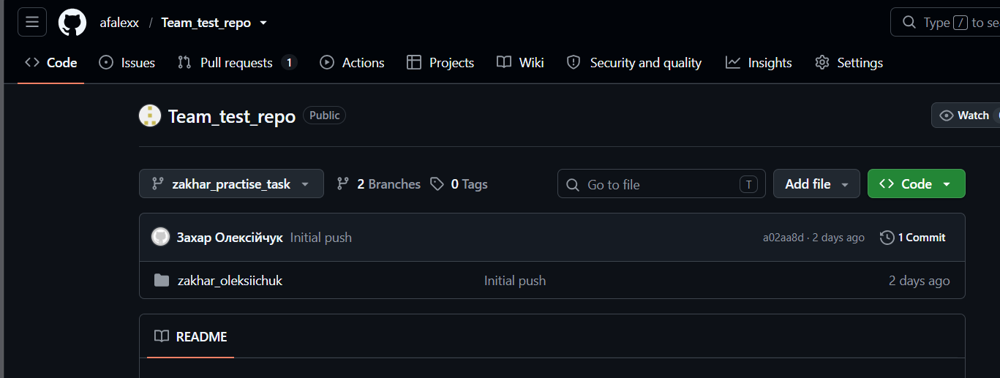 afalexx / Team_test_repo
Type / to se
Code Issues Pull requests 1 Actions Projects Wiki Security and quality Insights Settings
Team_test_repo Public
Watch
zakhar_practise_task 2 Branches 0 Tags Go to file T Add file Code
Захар Олексійчук Initial push a02aa8d · 2 days ago 1 Commit
zakhar_oleksiichuk Initial push 2 days ago
README